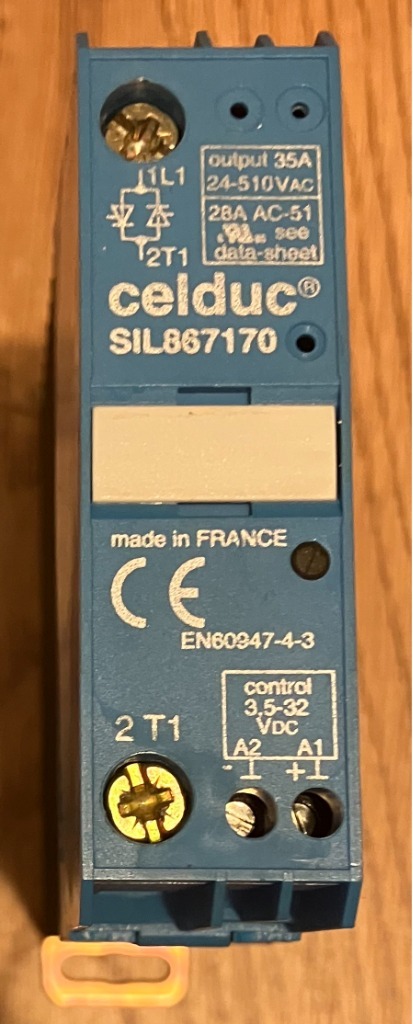 1L1
2T1
output 35A
24-510VAC
28A AC-51
see
data-sheet
celduc®
SIL867170
made in FRANCE
CE
EN60947-4-3
control
3,5-32
VDC
A2 A1
- +
2 T1